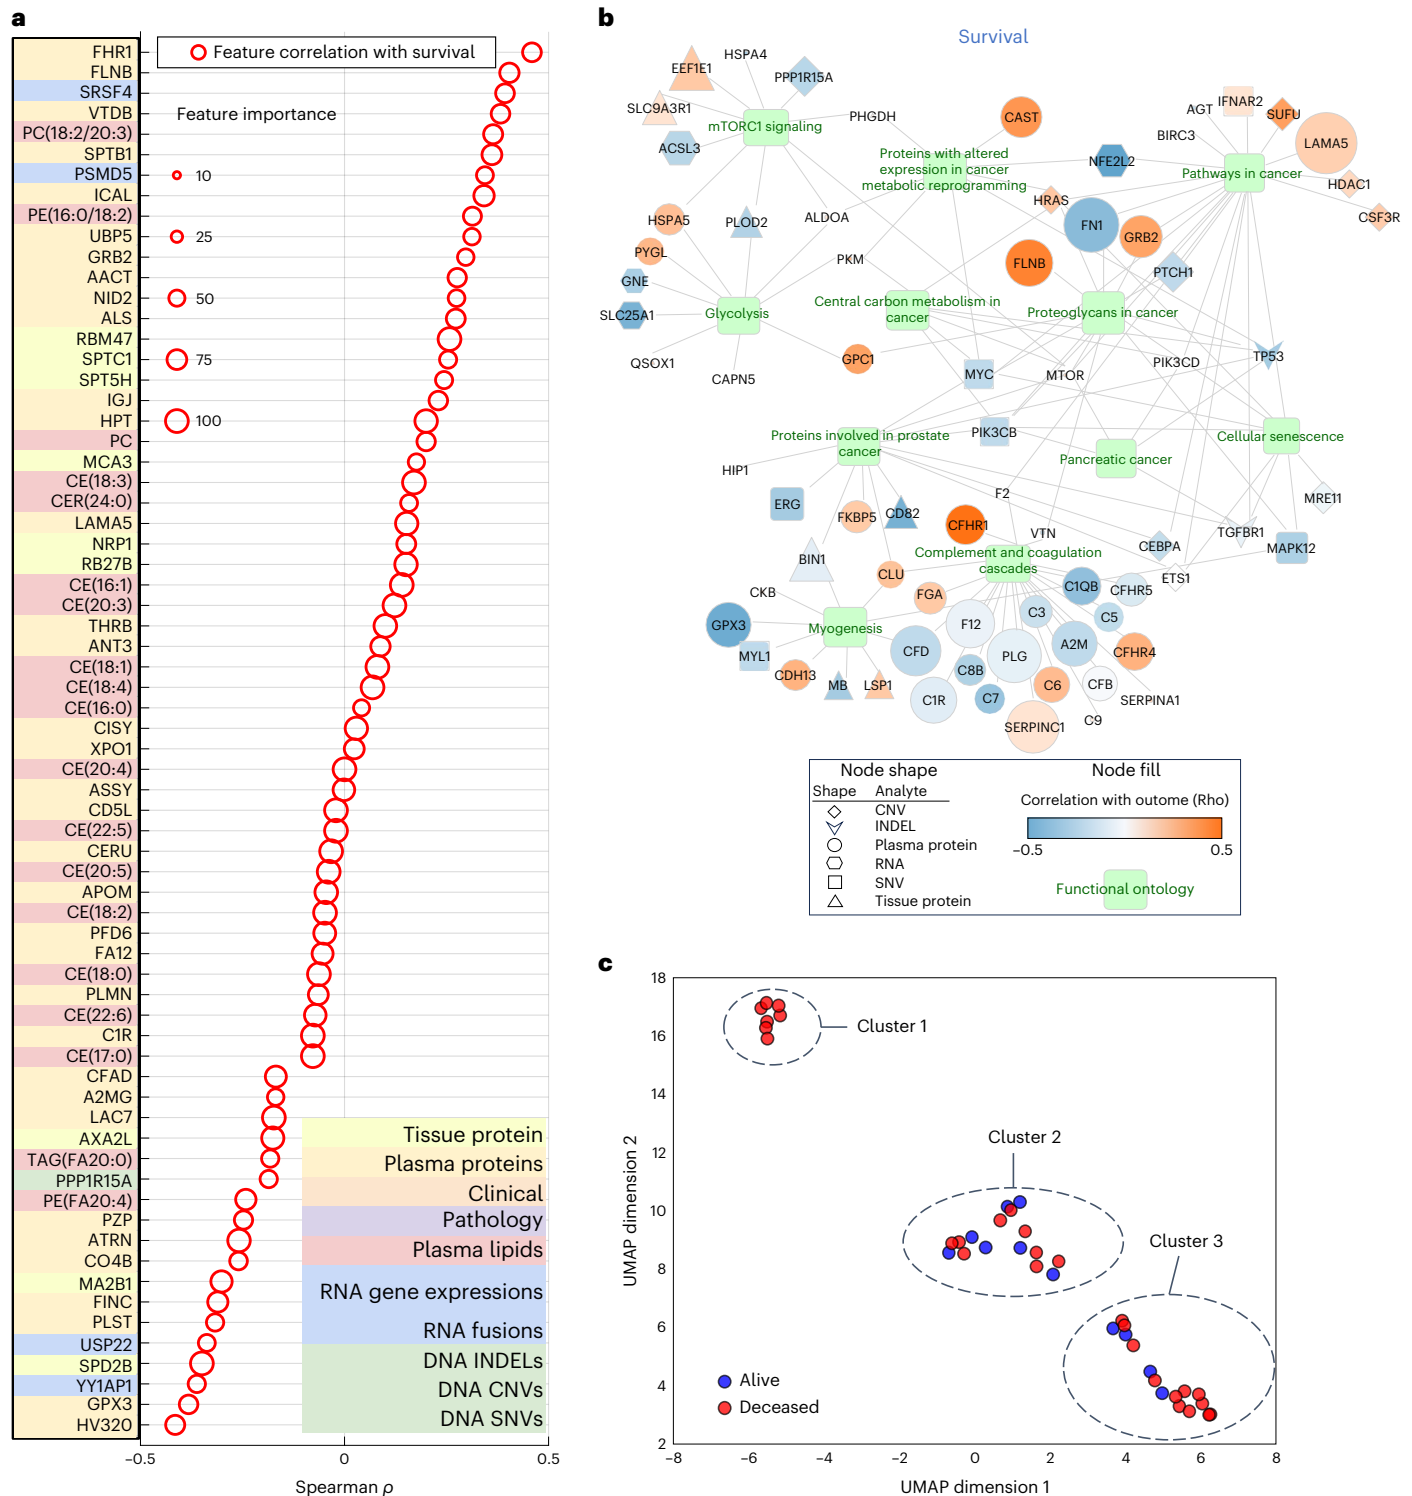 a
FHR1
FLNB
SRSF4
VTDB
PC(18:2/20:3)
SPTB1
PSMD5
ICAL
PE(16:0/18:2)
UBP5
GRB2
AACT
NID2
ALS
RBM47
SPTC1
SPT5H
IGJ
HPT
PC
MCA3
CE(18:3)
CER(24:0)
LAMA5
NRP1
RB27B
CE(16:1)
CE(20:3)
THRB
ANT3
CE(18:1)
CE(18:4)
CE(16:0)
CISY
XPO1
CE(20:4)
ASSY
CD5L
CE(22:5)
CERU
CE(20:5)
APOM
CE(18:2)
PFD6
FA12
CE(18:0)
PLMN
CE(22:6)
C1R
CE(17:0)
CFAD
A2MG
LAC7
AXA2L
TAG(FA20:0)
PPP1R15A
PE(FA20:4)
PZP
ATRN
CO4B
MA2B1
FINC
PLST
USP22
SPD2B
YY1AP1
GPX3
HV320
Feature correlation with survival
Feature importance
10
25
50
75
100
Tissue protein
Plasma proteins
Clinical
Pathology
Plasma lipids
RNA gene expressions
RNA fusions
DNA INDELs
DNA CNVs
DNA SNVs
−0.5
0
0.5
Spearman ρ
b
Survival
HSPA4
EEF1E1
PPP1R15A
SLC9A3R1
mTORC1 signaling
ACSL3
PHGDH
CAST
Proteins with altered
expression in cancer
metabolic reprogramming
NFE2L2
AGT
IFNAR2
SUFU
BIRC3
LAMA5
Pathways in cancer
HDAC1
CSF3R
HRAS
HSPA5
PLOD2
ALDOA
FN1
GRB2
PYGL
PKM
FLNB
PTCH1
GNE
SLC25A1
Glycolysis
Central carbon metabolism in
cancer
Proteoglycans in cancer
QSOX1
CAPN5
GPC1
MYC
MTOR
PIK3CD
TP53
Proteins involved in prostate
cancer
PIK3CB
Pancreatic cancer
Cellular senescence
HIP1
ERG
FKBP5
CD82
F2
CFHR1
VTN
MRE11
TGFBR1
MAPK12
CEBPA
ETS1
BIN1
Complement and coagulation
cascades
CLU
CKB
FGA
C1QB
CFHR5
GPX3
Myogenesis
F12
C3
C5
MYL1
CFD
PLG
A2M
CFHR4
CDH13
MB
LSP1
C8B
C6
CFB
C1R
C7
SERPINA1
SERPINC1
C9
Node shape
Shape
Analyte
CNV
INDEL
Plasma protein
RNA
SNV
Tissue protein
Node fill
Correlation with outome (Rho)
−0.5
0.5
Functional ontology
c
18
16
14
12
10
8
6
4
2
UMAP dimension 2
Cluster 1
Cluster 2
Cluster 3
Alive
Deceased
−8
−6
−4
−2
0
2
4
6
8
UMAP dimension 1